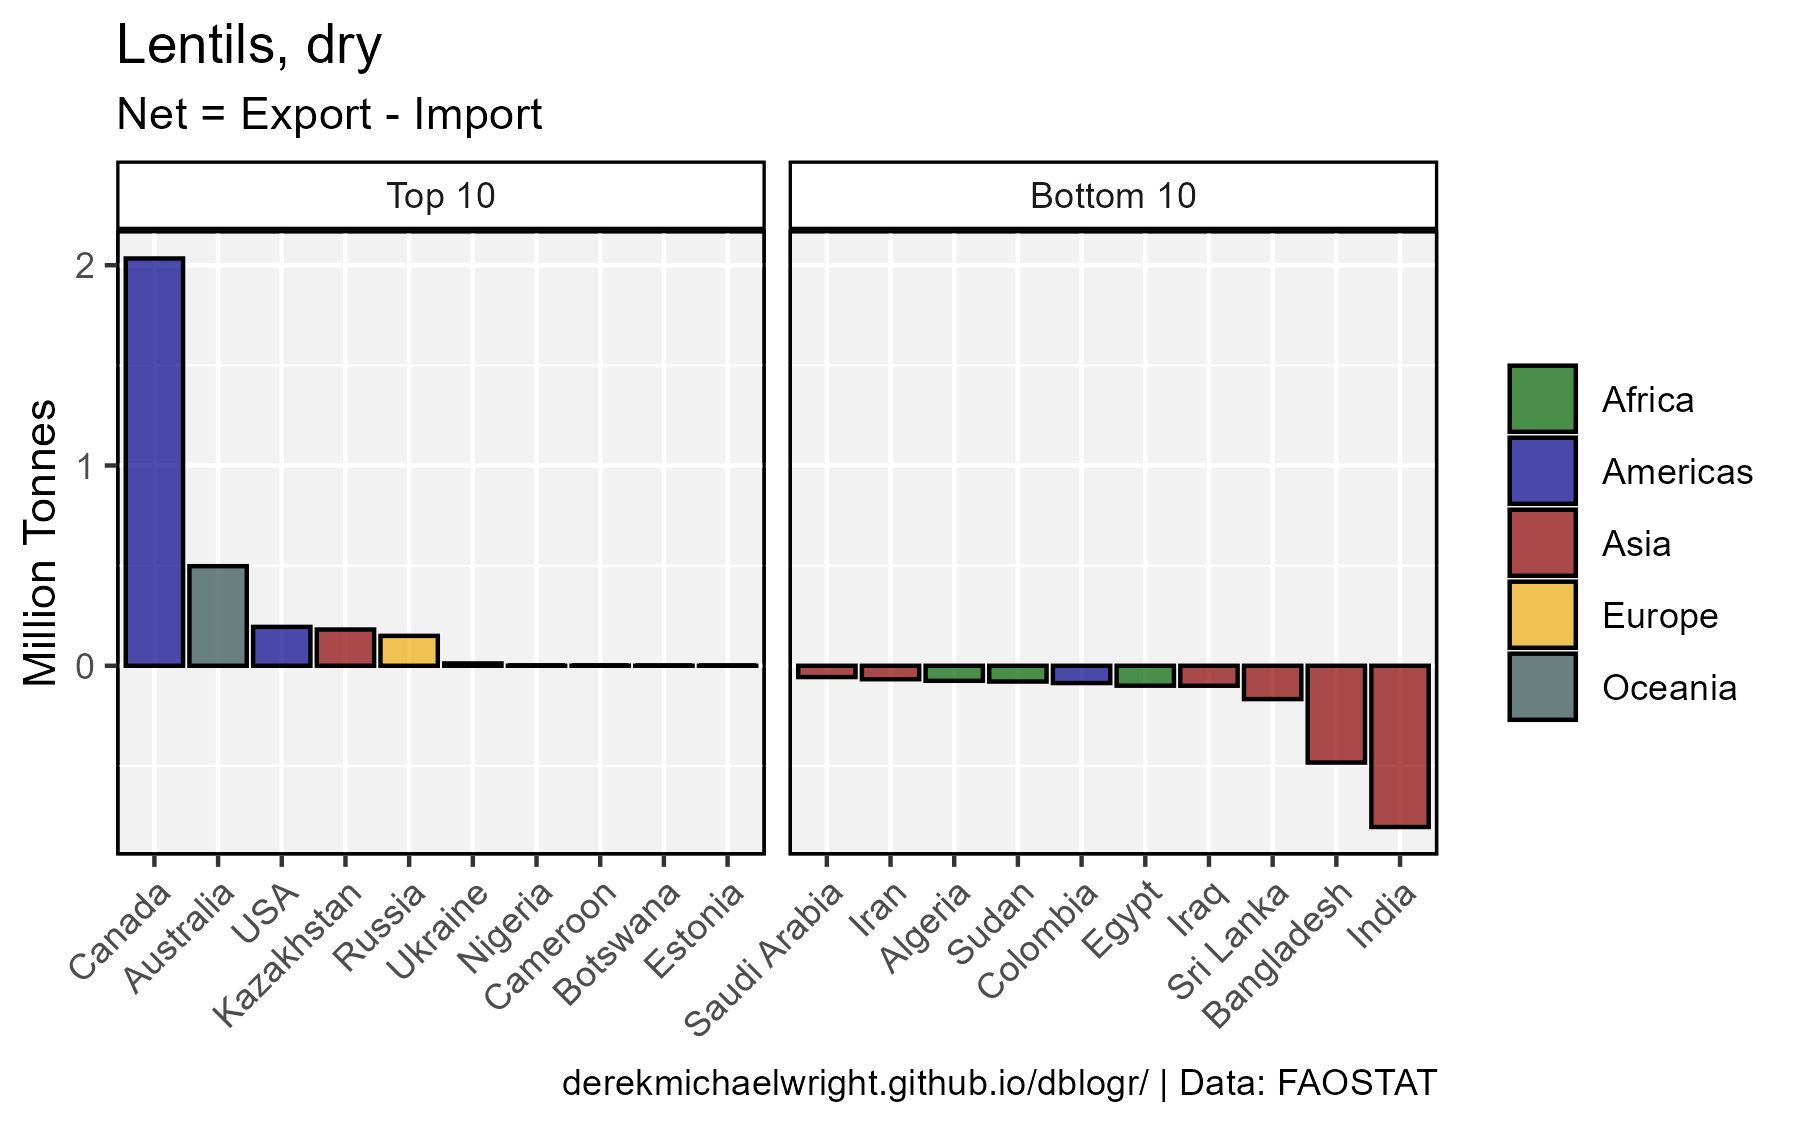 Lentils, dry
Net = Export - Import
Top 10
Bottom 10
Million Tonnes
2
1
0
Canada
Australia
USA
Kazakhstan
Russia
Ukraine
Nigeria
Cameroon
Botswana
Estonia
Saudi Arabia
Iran
Algeria
Sudan
Colombia
Egypt
Iraq
Sri Lanka
Bangladesh
India
Africa
Americas
Asia
Europe
Oceania
derekmichaelwright.github.io/dblogr/ | Data: FAOSTAT